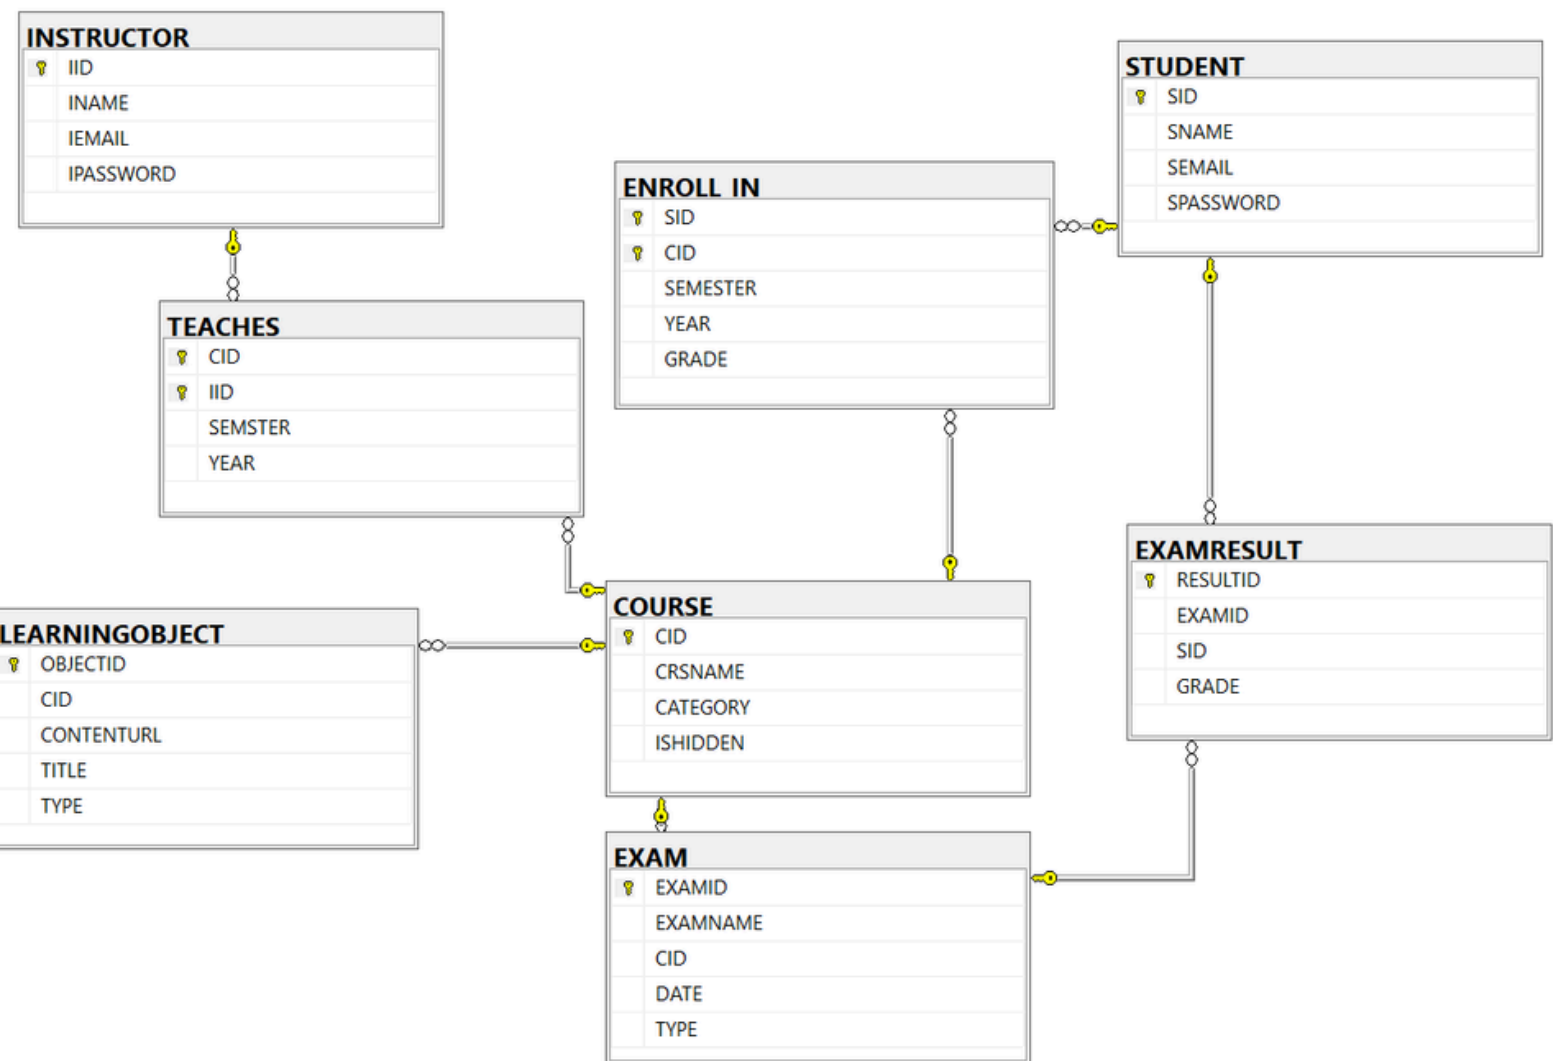 INSTRUCTOR
IID
INAME
IEMAIL
IPASSWORD
STUDENT
SID
SNAME
SEMAIL
SPASSWORD
ENROLL IN
SID
CID
SEMESTER
YEAR
GRADE
TEACHES
CID
IID
SEMSTER
YEAR
EXAMRESULT
RESULTID
EXAMID
SID
GRADE
COURSE
CID
CRSNAME
CATEGORY
ISHIDDEN
LEARNINGOBJECT
OBJECTID
CID
CONTENTURL
TITLE
TYPE
EXAM
EXAMID
EXAMNAME
CID
DATE
TYPE